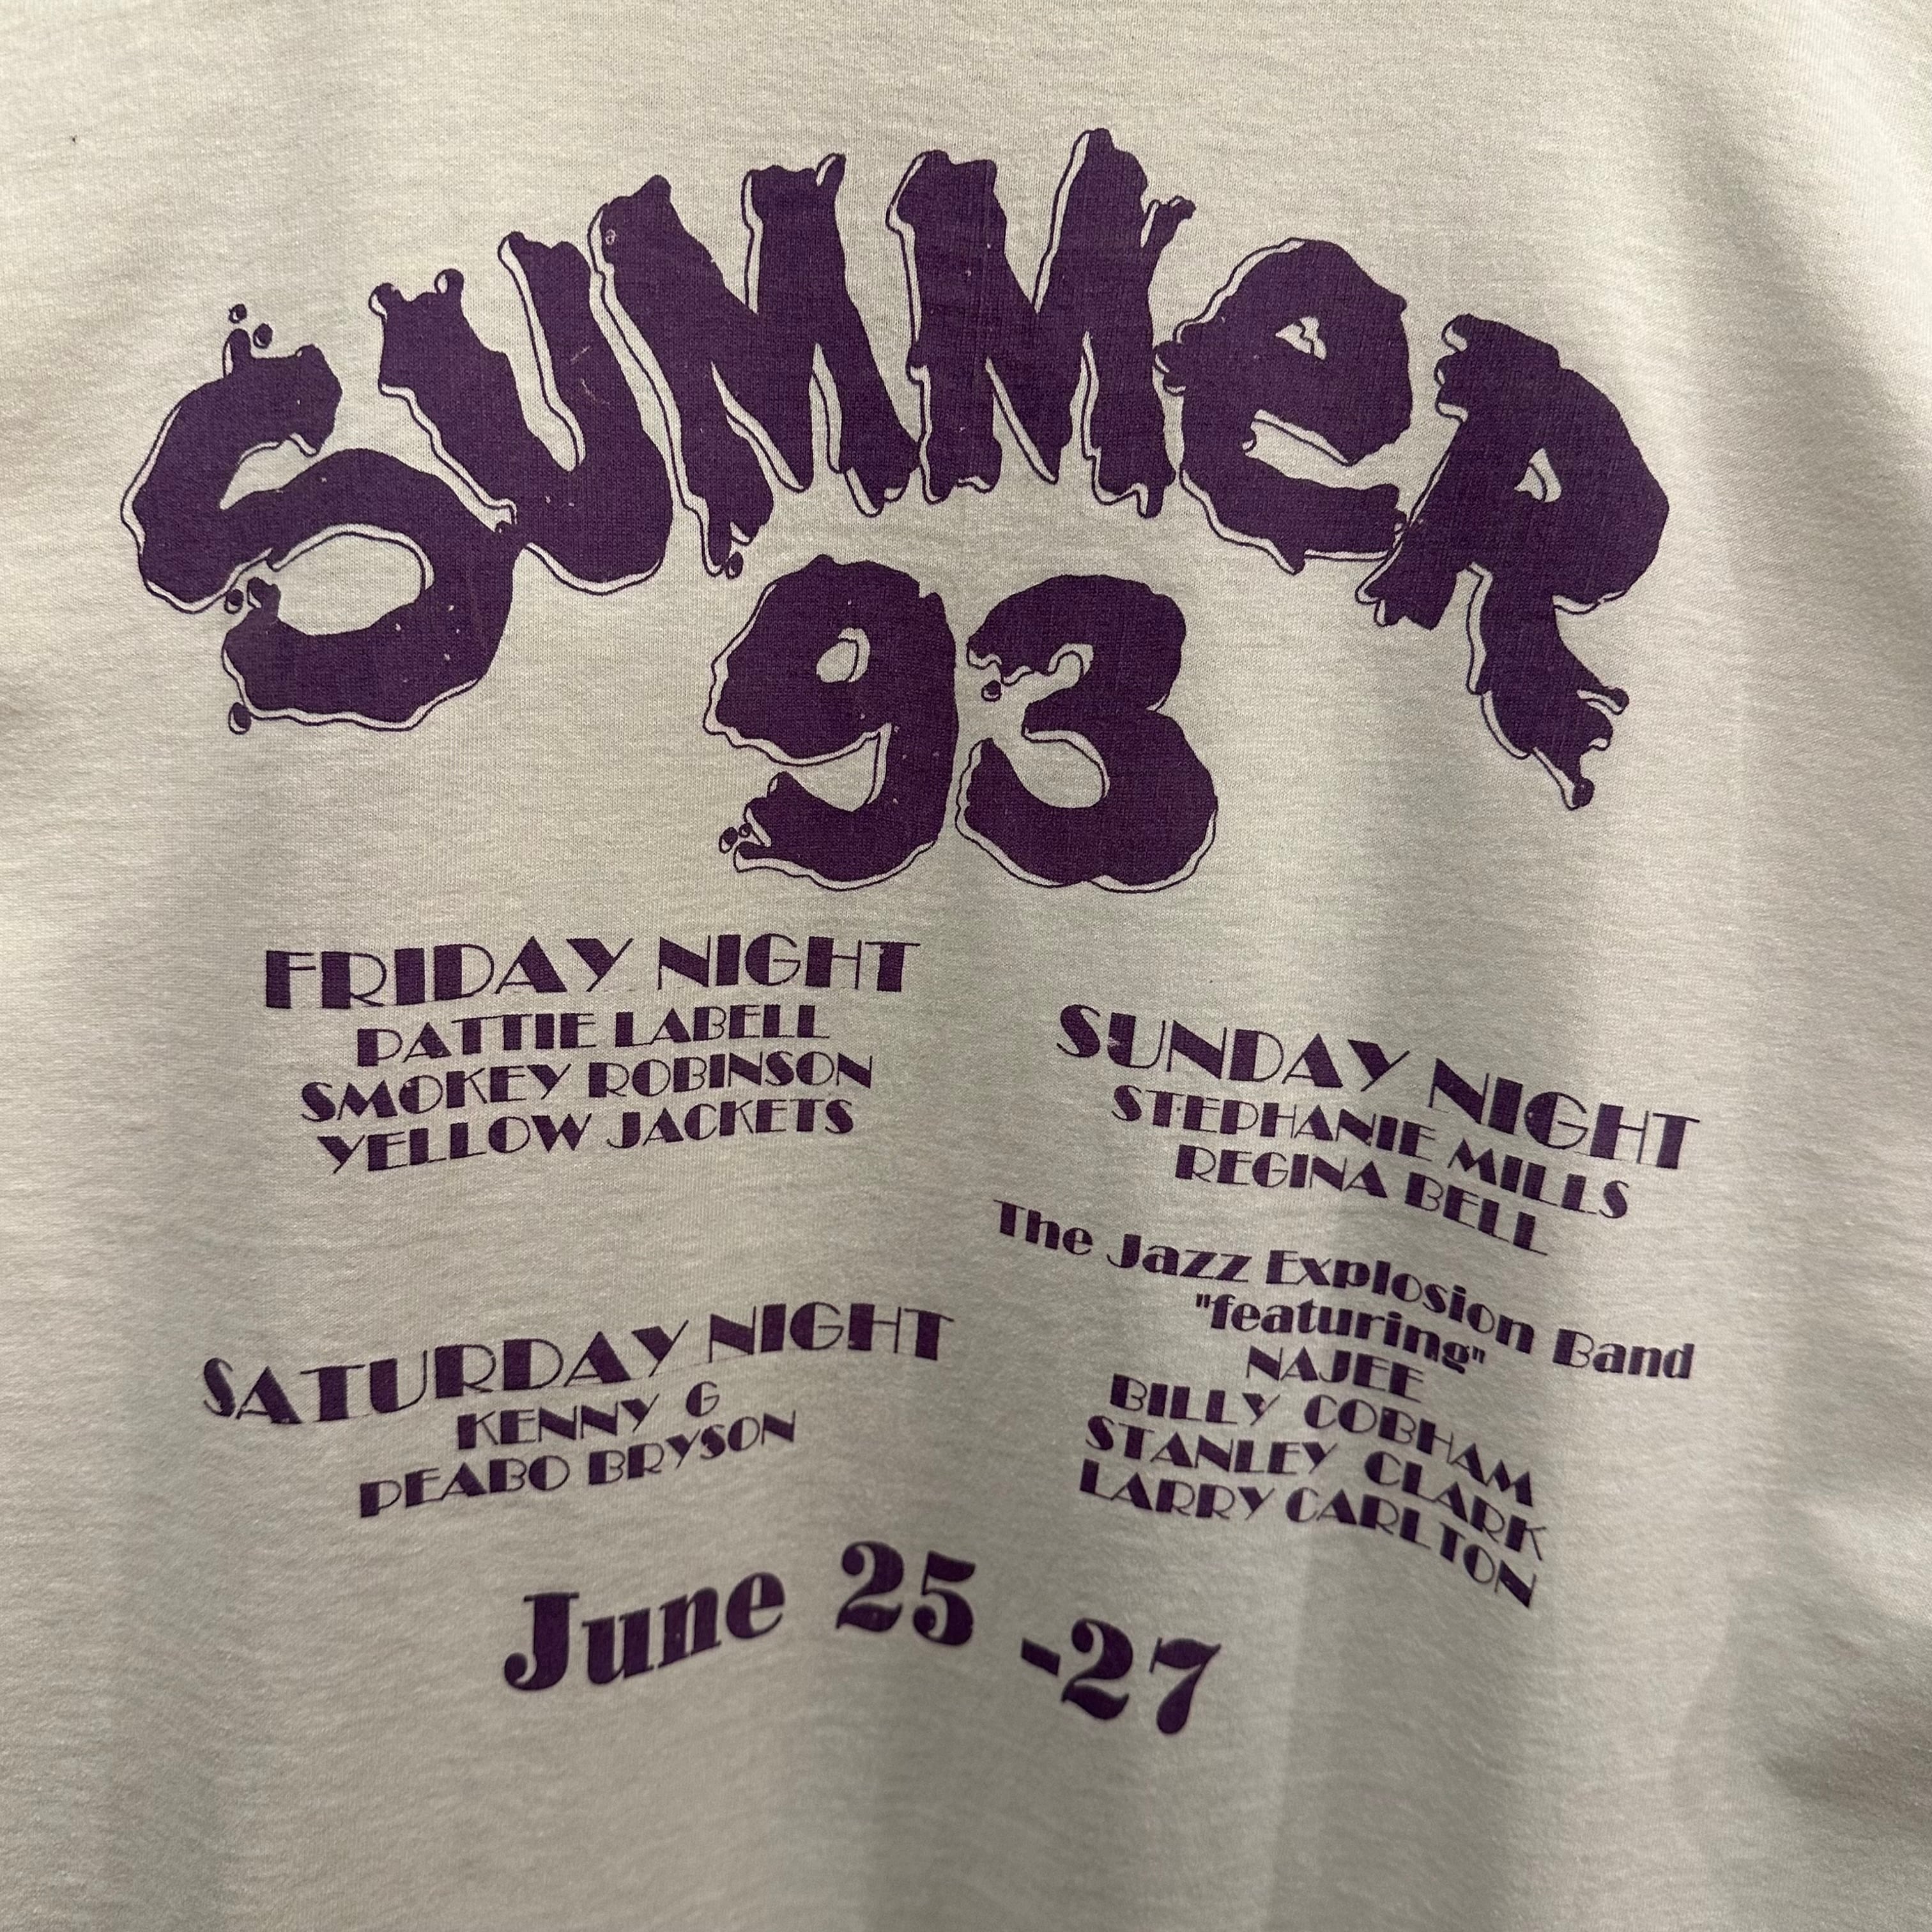 SUMMeR
93
FRIDAY NIGHT
PATTIE LABELL
SMOKEY ROBINSON
YELLOW JACKETS
SATURDAY NIGHT
KENNY G
PEABO BRYSON
SUNDAY NIGHT
STEPHANIE MILLS
REGINA BELL
The Jazz Explosion Band
"featuring"
NAJEE
BILLY COBHAM
STANLEY CLARK
LARRY CARLTON
June 25 -27